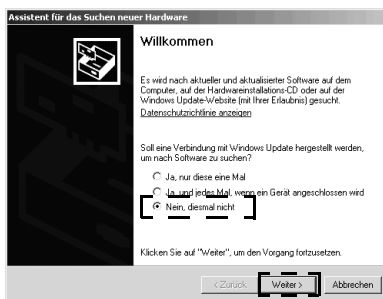 Assistent für das Suchen neuer Hardware
Willkommen
Es wird nach aktueller und aktualisierter Software auf dem
Computer, auf der Hardwareinstallations-CD oder auf der
Windows Update-Website (mit Ihrer Erlaubnis) gesucht.
Datenschutzrichtlinie anzeigen
Soll eine Verbindung mit Windows Update hergestellt werden,
um nach Software zu suchen?
Ja, nur diese eine Mal
Ja, und jedes Mal, wenn ein Gerät angeschlossen wird
Nein, diesmal nicht
Klicken Sie auf "Weiter", um den Vorgang fortzusetzen.
< Zurück Weiter > Abbrechen